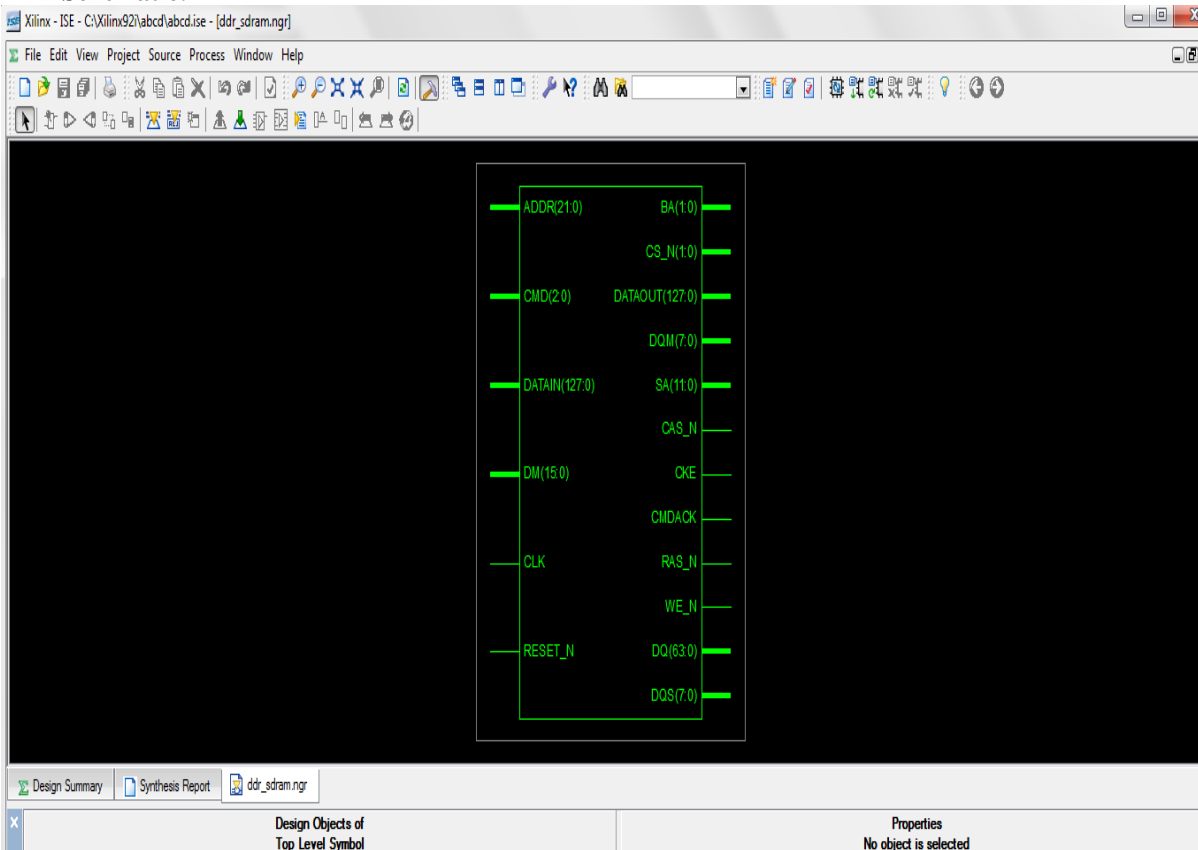 Xilinx - ISE - C:\Xilinx92i\abcd\abcd.ise - [ddr_sdram.ngr]
File Edit View Project Source Process Window Help
ADDR(21:0) BA(1:0)
CS_N(1:0)
CMD(2:0) DATAOUT(127:0)
DQM(7:0)
DATAIN(127:0) SA(11:0)
CAS_N
DM(15:0) CKE
CMDACK
CLK RAS_N
WE_N
RESET_N DQ(63:0)
DQS(7:0)
Design Summary Synthesis Report ddr_sdram.ngr
Design Objects of Properties
Top Level Symbol No object is selected